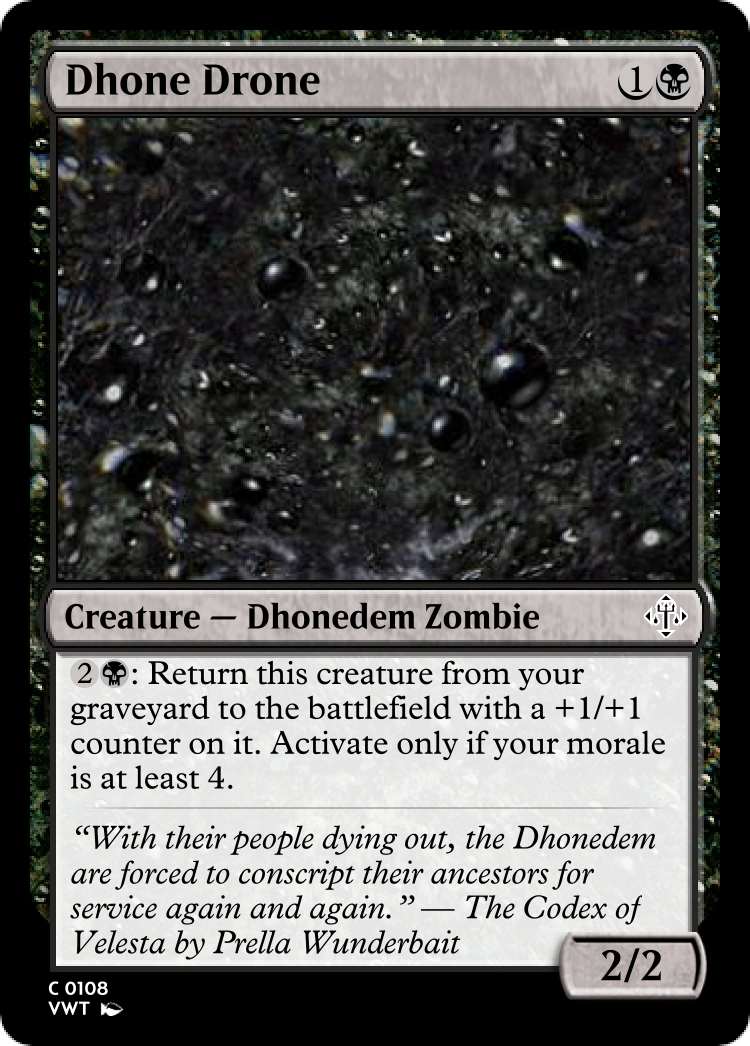 Dhone Drone 1
Creature — Dhonedem Zombie
2 : Return this creature from your
graveyard to the battlefield with a +1/+1
counter on it. Activate only if your morale
is at least 4.
“With their people dying out, the Dhonedem
are forced to conscript their ancestors for
service again and again.” — The Codex of
Velesta by Prella Wunderbait
2/2
C 0108
VWT